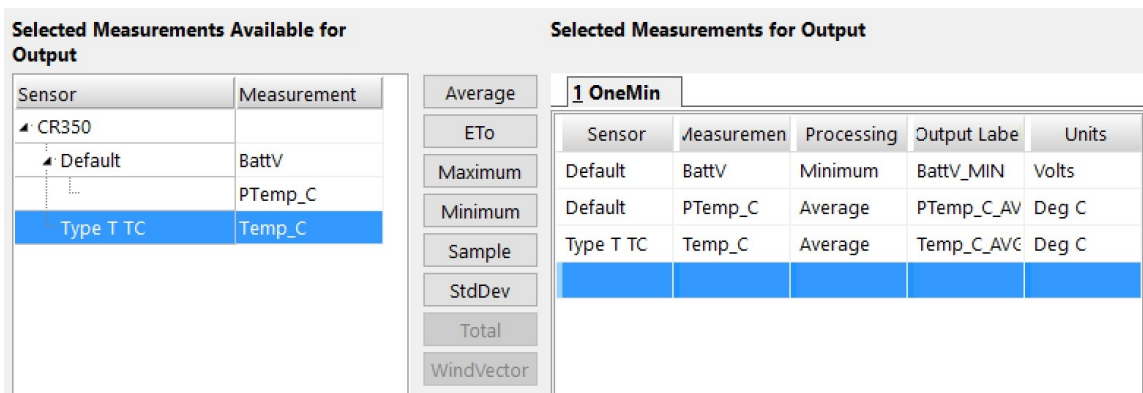 Selected Measurements Available for
Output
Sensor Measurement
CR350
Default BattV
PTemp_C
Type T TC Temp_C
Average
ETo
Maximum
Minimum
Sample
StdDev
Total
WindVector
Selected Measurements for Output
1 OneMin
Sensor Measuremen Processing Output Labe Units
Default BattV Minimum BattV_MIN Volts
Default PTemp_C Average PTemp_C_AV Deg C
Type T TC Temp_C Average Temp_C_AVG Deg C